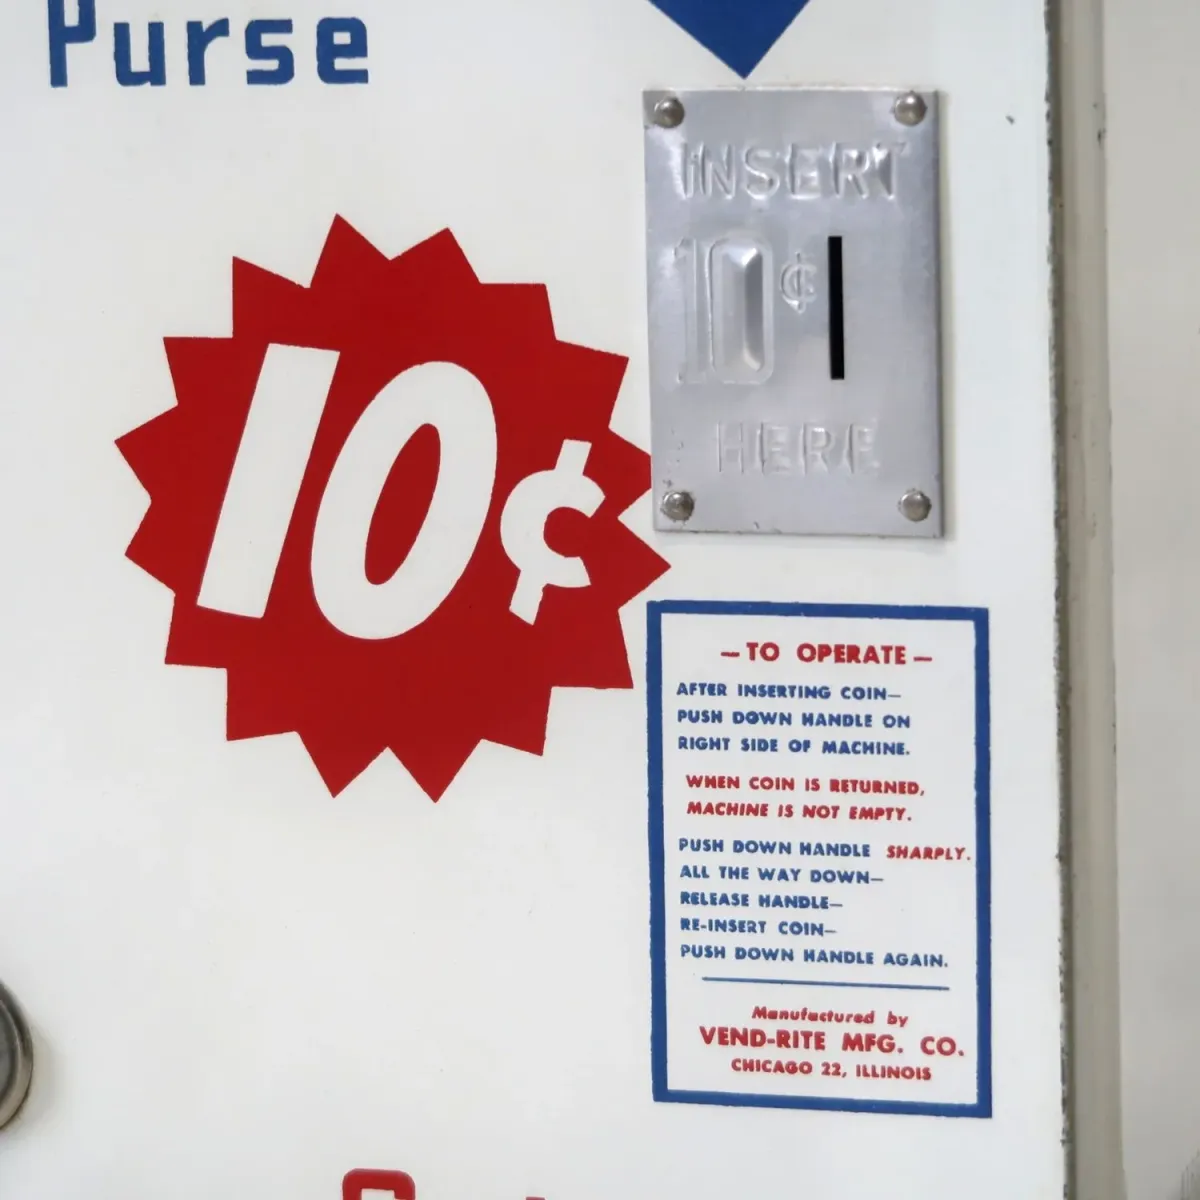 Purse
INSERT
10¢
HERE
10¢
—TO OPERATE—
AFTER INSERTING COIN—
PUSH DOWN HANDLE ON
RIGHT SIDE OF MACHINE.
WHEN COIN IS RETURNED,
MACHINE IS NOT EMPTY.
PUSH DOWN HANDLE SHARPLY.
ALL THE WAY DOWN—
RELEASE HANDLE—
RE-INSERT COIN—
PUSH DOWN HANDLE AGAIN.
Manufactured by
VEND-RITE MFG. CO.
CHICAGO 22, ILLINOIS